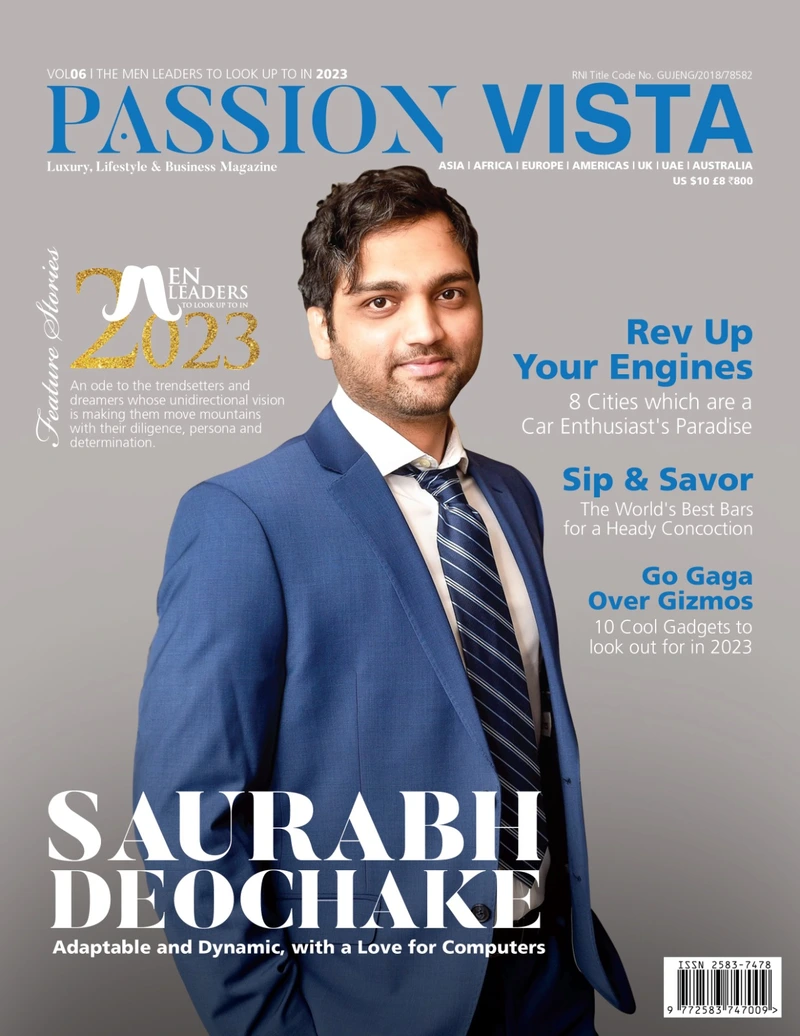 VOL06 | THE MEN LEADERS TO LOOK UP TO IN 2023
RNI Title Code No. GUJENG/2018/78582
PASSION VISTA
Luxury, Lifestyle & Business Magazine
ASIA | AFRICA | EUROPE | AMERICAS | UK | UAE | AUSTRALIA
US $10 £8 ₹800
Feature Stories
MEN
LEADERS
TO LOOK UP TO IN
2023
An ode to the trendsetters and
dreamers whose unidirectional vision
is making them move mountains
with their diligence, persona and
determination.
Rev Up
Your Engines
8 Cities which are a
Car Enthusiast's Paradise
Sip & Savor
The World's Best Bars
for a Heady Concoction
Go Gaga
Over Gizmos
10 Cool Gadgets to
look out for in 2023
SAURABH
DEOCHAKE
Adaptable and Dynamic, with a Love for Computers
ISSN 2583-7478
9 772583 747009 >